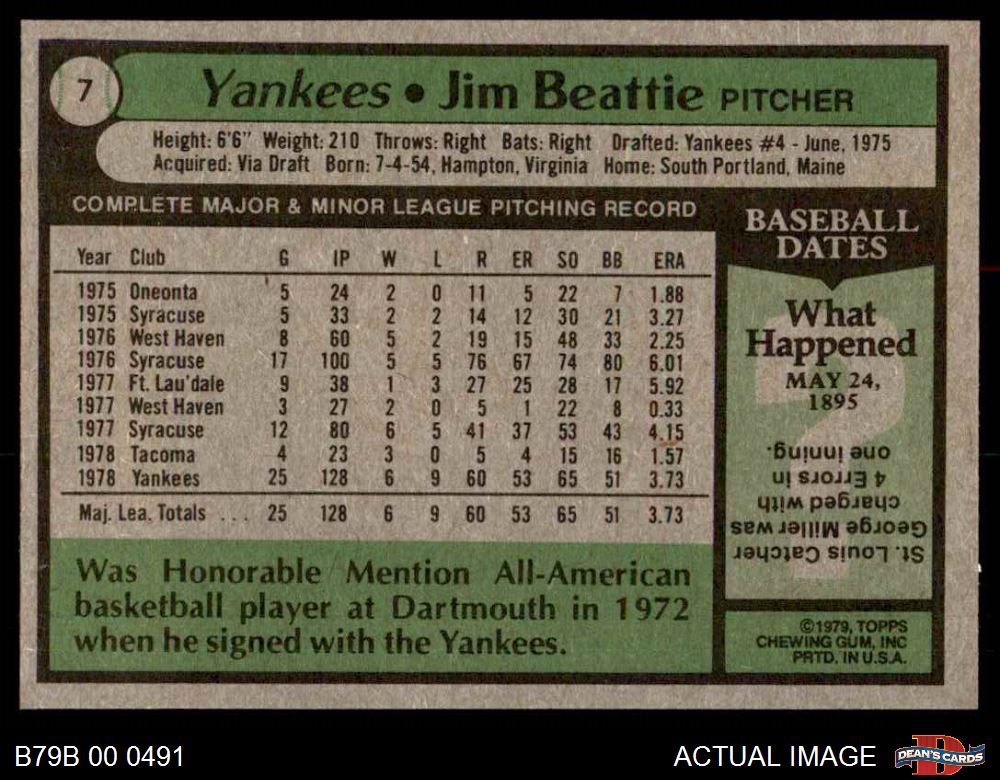 7
Yankees • Jim Beattie PITCHER
Height: 6'6" Weight: 210 Throws: Right Bats: Right Drafted: Yankees #4 - June, 1975
Acquired: Via Draft Born: 7-4-54, Hampton, Virginia Home: South Portland, Maine
COMPLETE MAJOR & MINOR LEAGUE PITCHING RECORD
Year Club G IP W L R ER SO BB ERA
1975 Oneonta 5 24 2 0 11 5 22 7 1.88
1975 Syracuse 5 33 2 2 14 12 30 21 3.27
1976 West Haven 8 60 5 2 19 15 48 33 2.25
1976 Syracuse 17 100 5 5 76 67 74 80 6.01
1977 Ft. Lau'dale 9 38 1 3 27 25 28 17 5.92
1977 West Haven 3 27 2 0 5 1 22 8 0.33
1977 Syracuse 12 80 6 5 41 37 53 43 4.15
1978 Tacoma 4 23 3 0 5 4 15 16 1.57
1978 Yankees 25 128 6 9 60 53 65 51 3.73
Maj. Lea. Totals ... 25 128 6 9 60 53 65 51 3.73
Was Honorable Mention All-American
basketball player at Dartmouth in 1972
when he signed with the Yankees.
BASEBALL
DATES
What
Happened
MAY 24,
1895
St. Louis Catcher
George Miller was
charged with
4 Errors in
one inning.
©1979, TOPPS
CHEWING GUM, INC
PRTD. IN U.S.A.
B79B 00 0491
ACTUAL IMAGE
D
DEAN'S CARDS